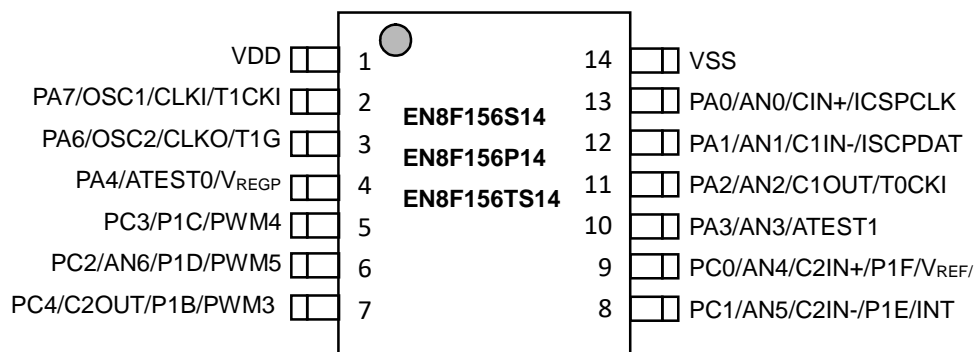 VDD 1 14 VSS
PA7/OSC1/CLKI/T1CKI 2 13 PA0/AN0/CIN+/ICSPCLK
EN8F156S14
PA6/OSC2/CLKO/T1G 3 12 PA1/AN1/C1IN-/ISCPDAT
EN8F156P14
PA4/ATEST0/VREGP 4 11 PA2/AN2/C1OUT/T0CKI
EN8F156TS14
PC3/P1C/PWM4 5 10 PA3/AN3/ATEST1
PC2/AN6/P1D/PWM5 6 9 PC0/AN4/C2IN+/P1F/VREF/
PC4/C2OUT/P1B/PWM3 7 8 PC1/AN5/C2IN-/P1E/INT